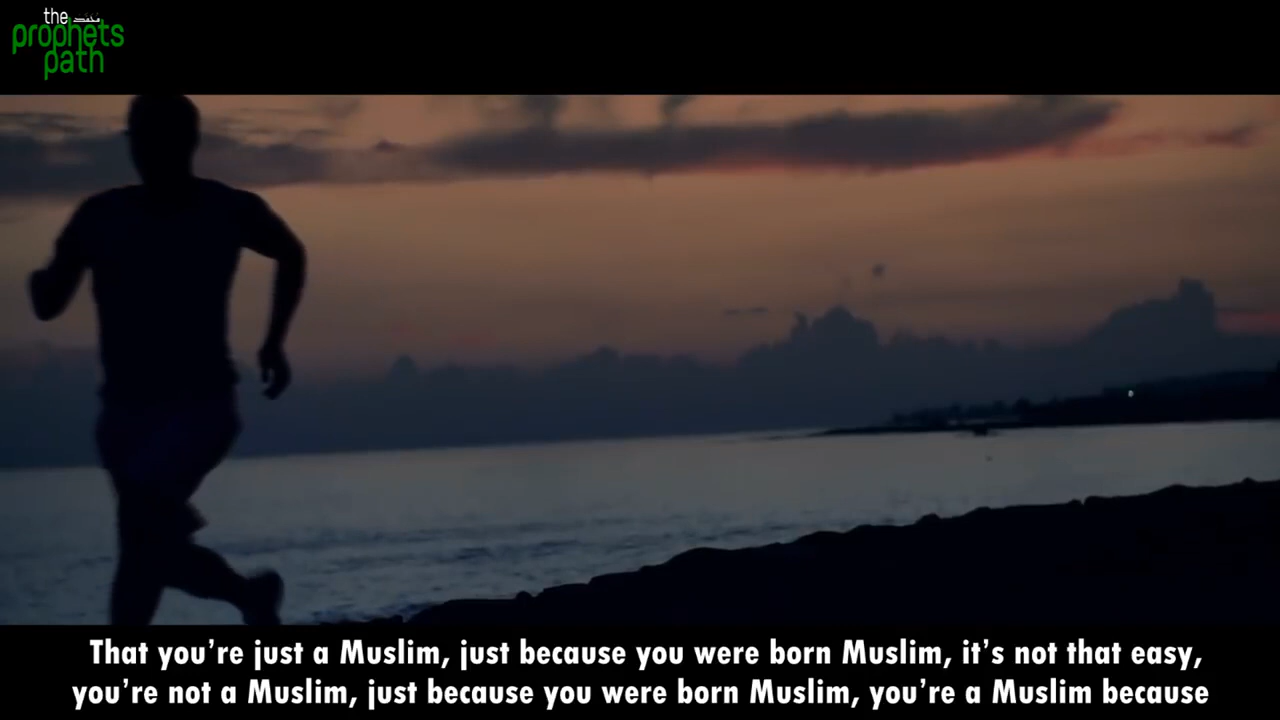 the
prophets
path
That you’re just a Muslim, just because you were born Muslim, it’s not that easy,
you’re not a Muslim, just because you were born Muslim, you’re a Muslim because